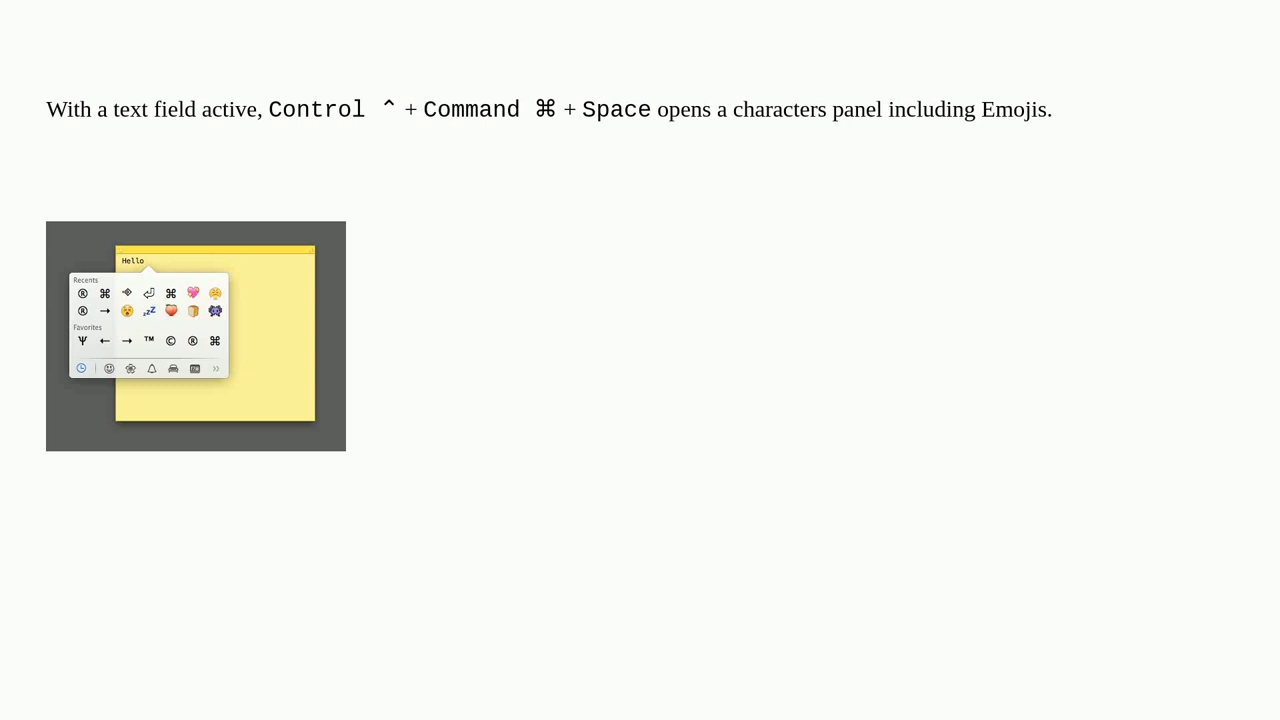 With a text field active, Control ⌃ + Command ⌘ + Space opens a characters panel including Emojis.
Hello
Recents
Favorites